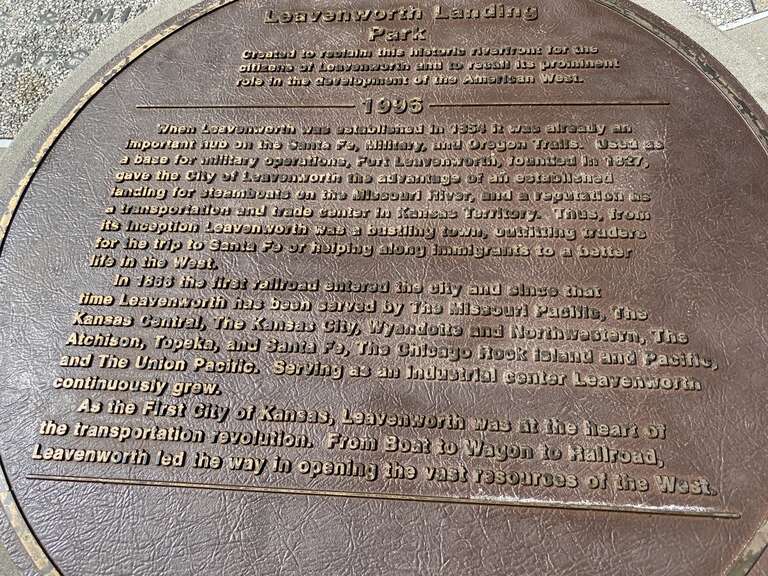 Leavenworth Landing
Park
Created to reclaim this historic riverfront for the
citizens of Leavenworth and to recall its prominent
role in the development of the American West.
1996
When Leavenworth was established in 1854 it was already an
important hub on the Santa Fe, Military, and Oregon Trails. Used as
a base for military operations, Fort Leavenworth, founded in 1827,
gave the City of Leavenworth the advantage of an established
landing for steamboats on the Missouri River, and a reputation as
a transportation and trade center in Kansas Territory. Thus, from
its inception Leavenworth was a bustling town, outfitting traders
for the trip to Santa Fe or helping along immigrants to a better
life in the West.
In 1866 the first railroad entered the city and since that
time Leavenworth has been served by The Missouri Pacific, The
Kansas Central, The Kansas City, Wyandotte and Northwestern, The
Atchison, Topeka, and Santa Fe, The Chicago Rock Island and Pacific,
and The Union Pacific. Serving as an industrial center Leavenworth
continuously grew.
As the First City of Kansas, Leavenworth was at the heart of
the transportation revolution. From Boat to Wagon to Railroad,
Leavenworth led the way in opening the vast resources of the West.